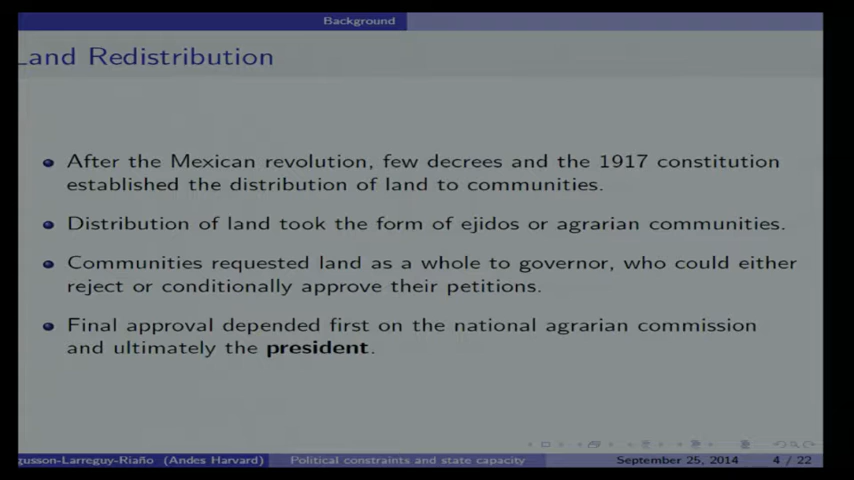 Background
Land Redistribution
After the Mexican revolution, few decrees and the 1917 constitution
established the distribution of land to communities.
Distribution of land took the form of ejidos or agrarian communities.
Communities requested land as a whole to governor, who could either
reject or conditionally approve their petitions.
Final approval depended first on the national agrarian commission
and ultimately the president.
gusson-Larreguy-Riaño (Andes Harvard) Political constraints and state capacity September 25, 2014 4 / 22